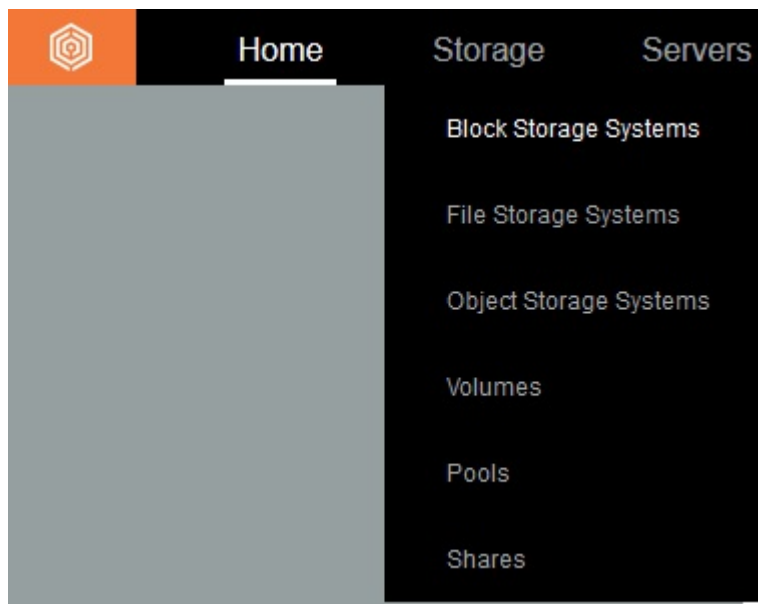 Home Storage Servers
Block Storage Systems
File Storage Systems
Object Storage Systems
Volumes
Pools
Shares